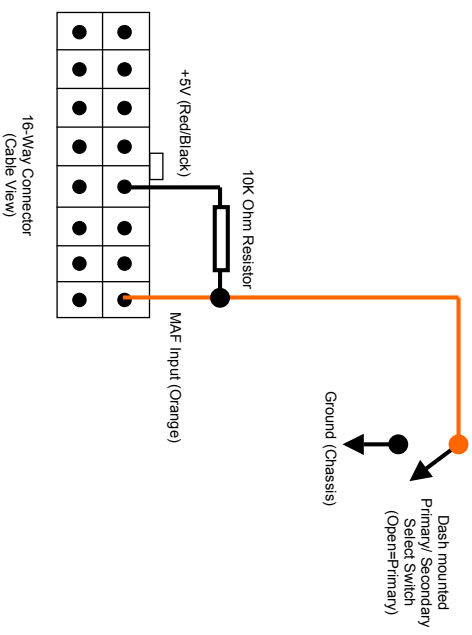 +5V (Red/Black)
10K Ohm Resistor
16-Way Connector
(Cable View)
MAF Input (Orange)
Ground (Chassis)
Dash mounted
Primary/ Secondary
Select Switch
(Open=Primary)